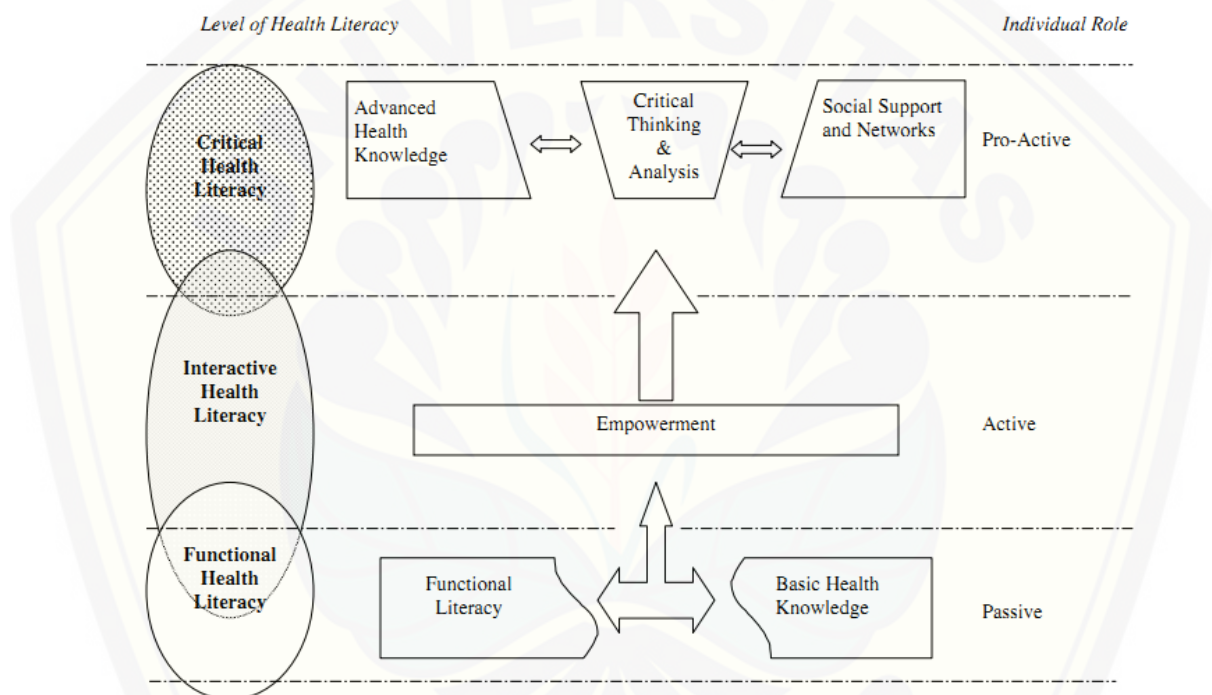 Level of Health Literacy
Individual Role
Critical
Health
Literacy
Advanced
Health
Knowledge
Critical
Thinking
&
Analysis
Social Support
and Networks
Pro-Active
Interactive
Health
Literacy
Empowerment
Active
Functional
Health
Literacy
Functional
Literacy
Basic Health
Knowledge
Passive
UNIVERSITAS